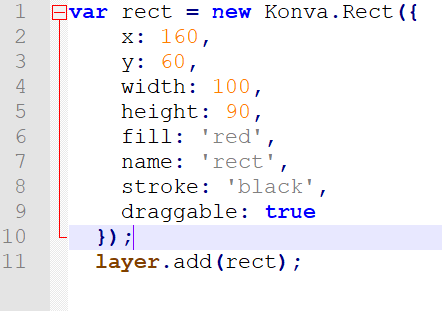 1 var rect = new Konva.Rect({
2 x: 160,
3 y: 60,
4 width: 100,
5 height: 90,
6 fill: 'red',
7 name: 'rect',
8 stroke: 'black',
9 draggable: true
10 });
11 layer.add(rect);